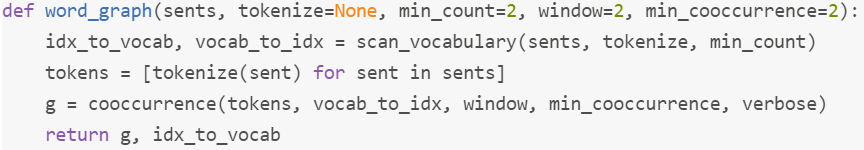 def word_graph(sents, tokenize=None, min_count=2, window=2, min_cooccurrence=2):
    idx_to_vocab, vocab_to_idx = scan_vocabulary(sents, tokenize, min_count)
    tokens = [tokenize(sent) for sent in sents]
    g = cooccurrence(tokens, vocab_to_idx, window, min_cooccurrence, verbose)
    return g, idx_to_vocab